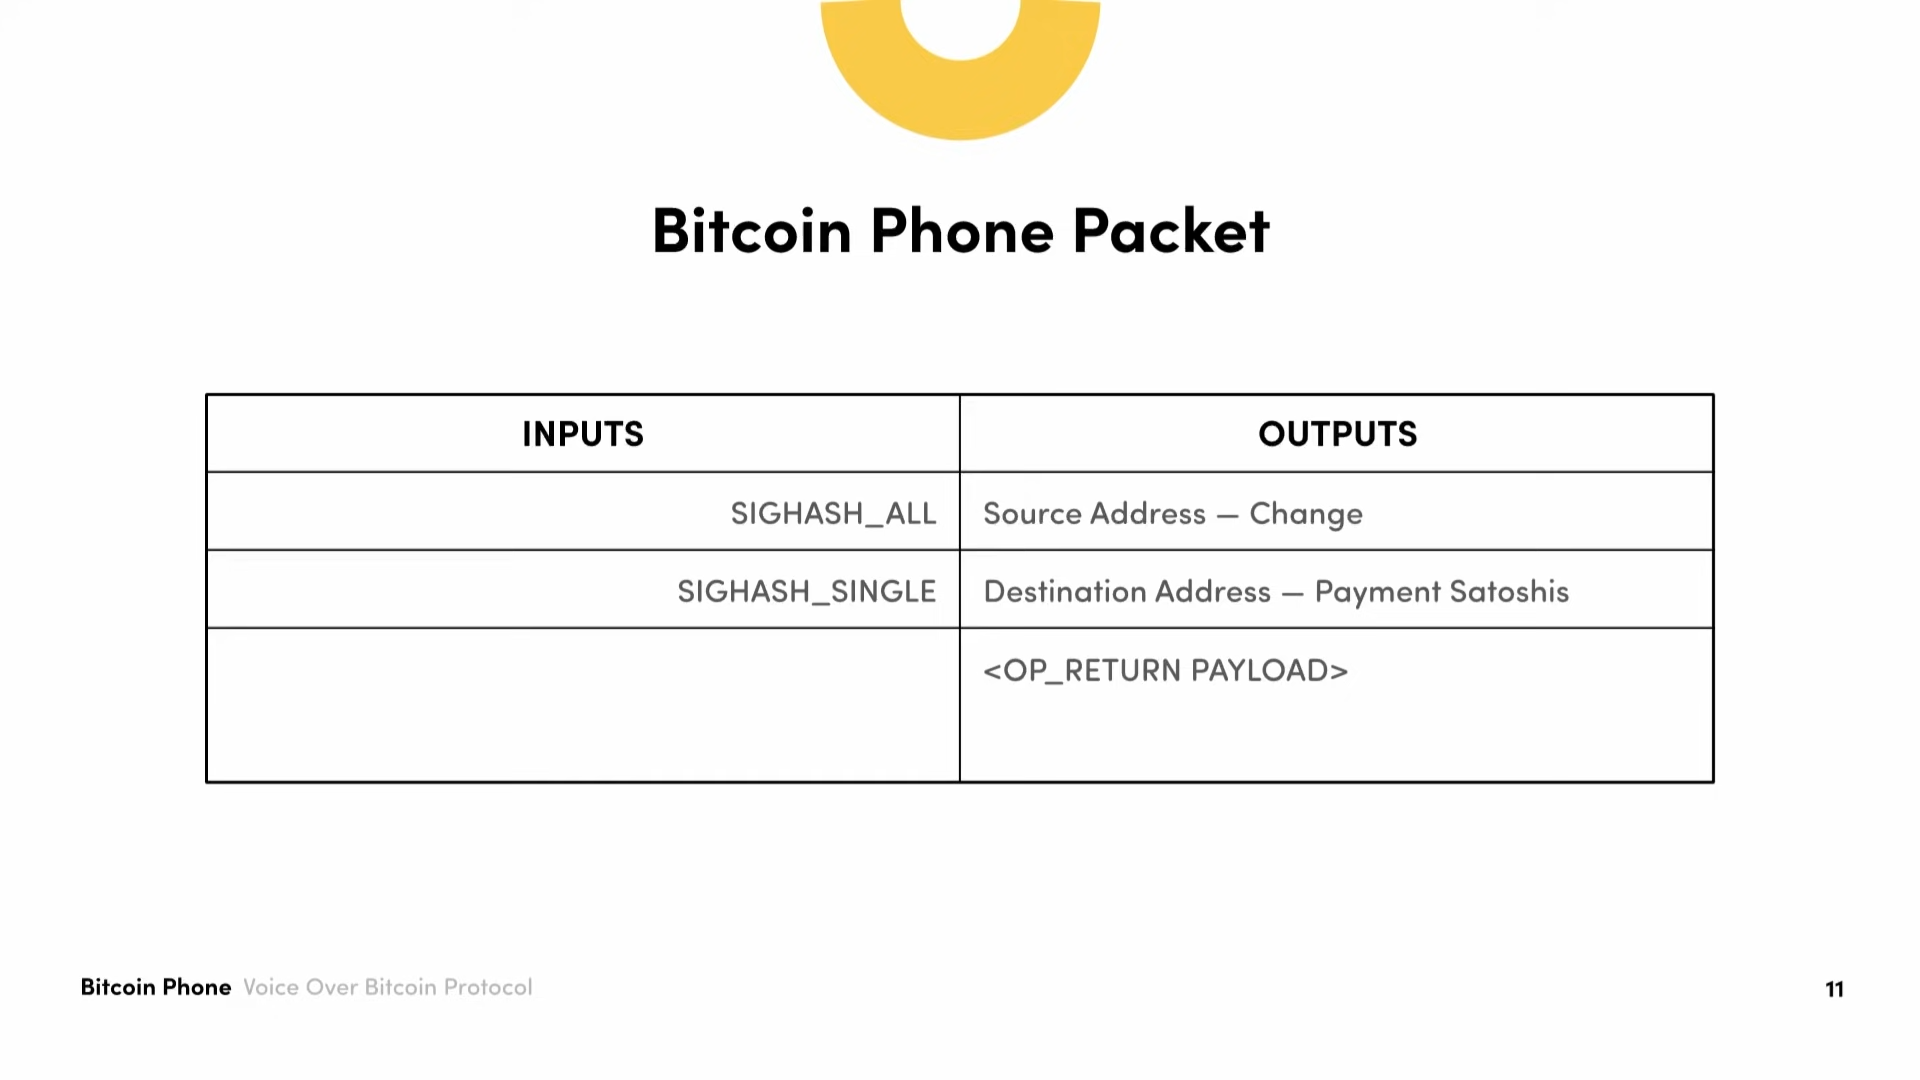 Bitcoin Phone Packet
INPUTS OUTPUTS
SIGHASH_ALL Source Address — Change
SIGHASH_SINGLE Destination Address — Payment Satoshis
<OP_RETURN PAYLOAD>
Bitcoin Phone Voice Over Bitcoin Protocol 11